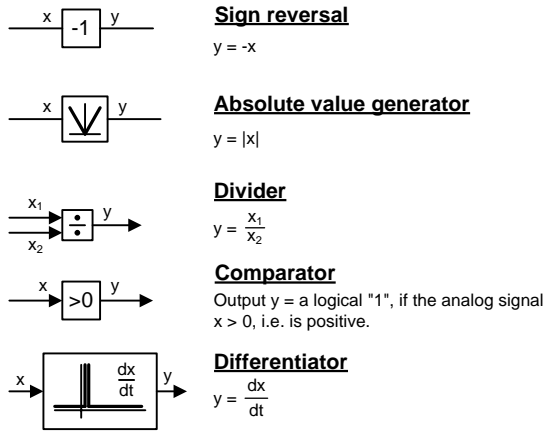 x -1 y
Sign reversal
y = -x
x y
Absolute value generator
y = |x|
x₁
x₂
÷
y
Divider
y = x₁
x₂
x >0 y
Comparator
Output y = a logical "1", if the analog signal
x > 0, i.e. is positive.
x
dx
dt
y
Differentiator
y = dx
dt